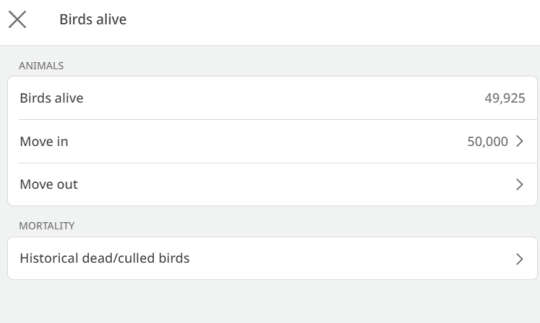 Birds alive
ANIMALS
Birds alive 49,925
Move in 50,000
Move out
MORTALITY
Historical dead/culled birds